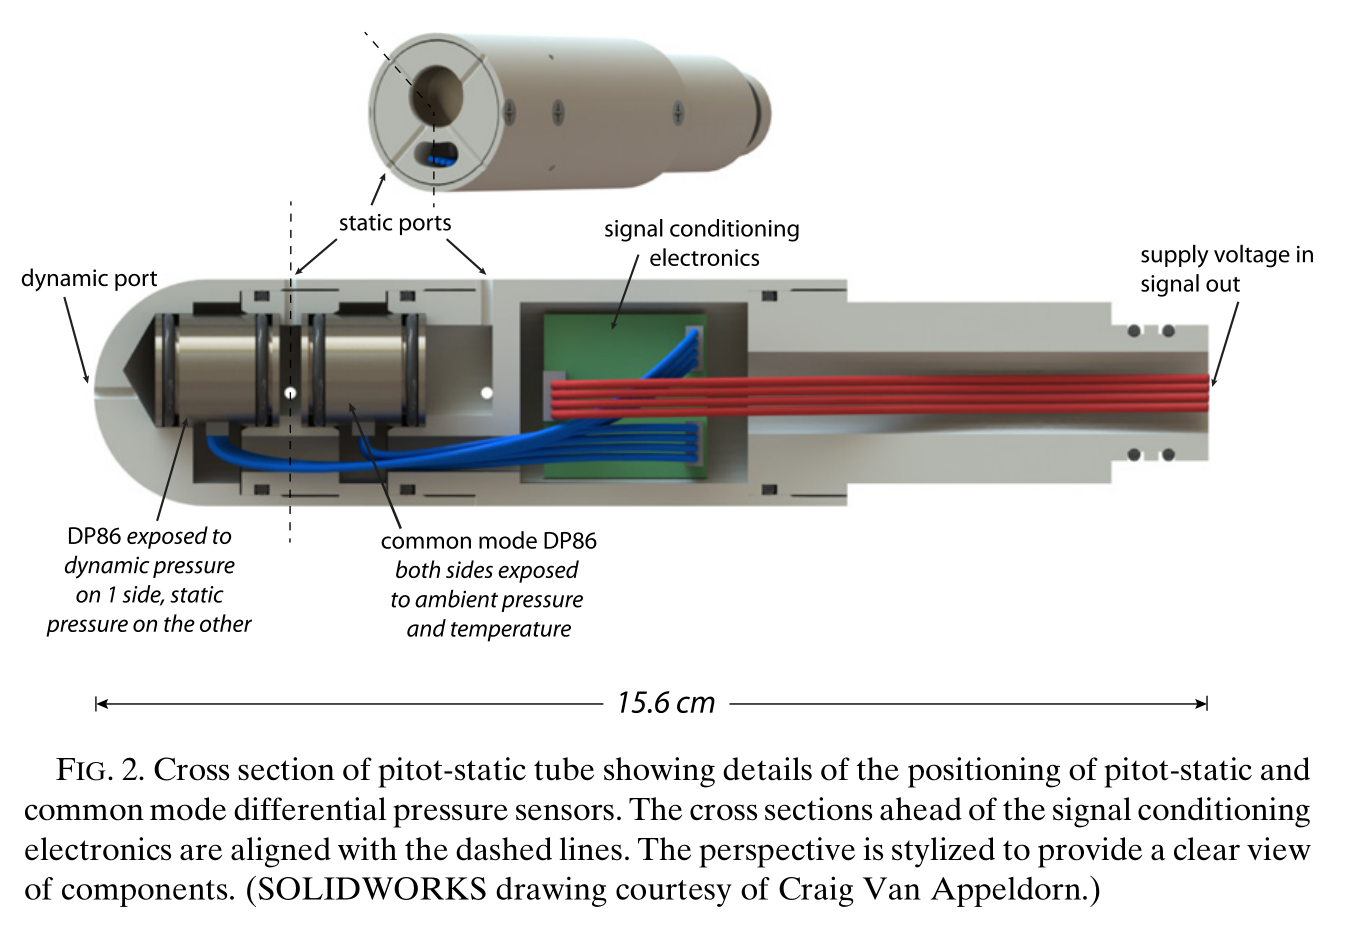 static ports
signal conditioning
electronics
supply voltage in
signal out
dynamic port
DP86 exposed to
dynamic pressure
on 1 side, static
pressure on the other
common mode DP86
both sides exposed
to ambient pressure
and temperature
15.6 cm
FIG. 2. Cross section of pitot-static tube showing details of the positioning of pitot-static and
common mode differential pressure sensors. The cross sections ahead of the signal conditioning
electronics are aligned with the dashed lines. The perspective is stylized to provide a clear view
of components. (SOLIDWORKS drawing courtesy of Craig Van Appeldorn.)